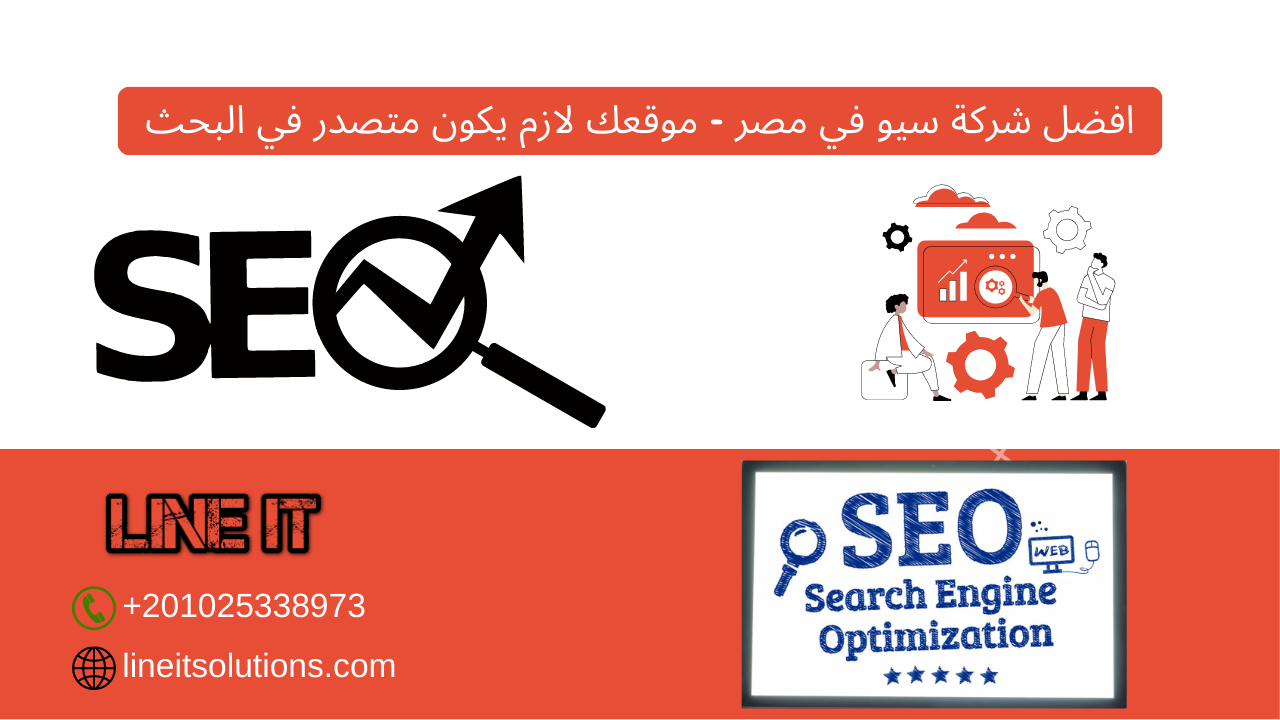 افضل شركة سيو في مصر - موقعك لازم يكون متصدر في البحث
SEO
LINE IT
+201025338973
lineitsolutions.com
SEO
WEB
Search Engine
Optimization